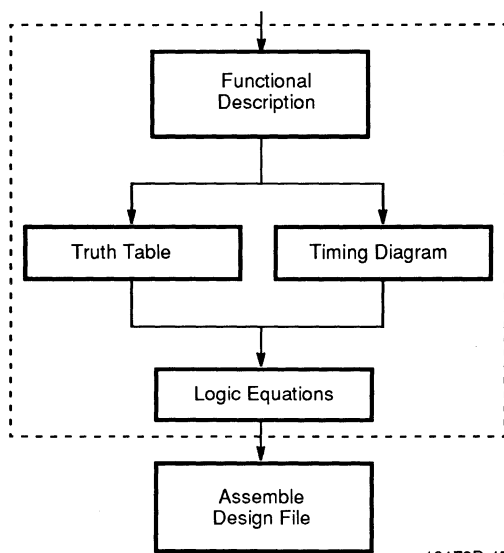 Functional
Description
Truth Table
Timing Diagram
Logic Equations
Assemble
Design File